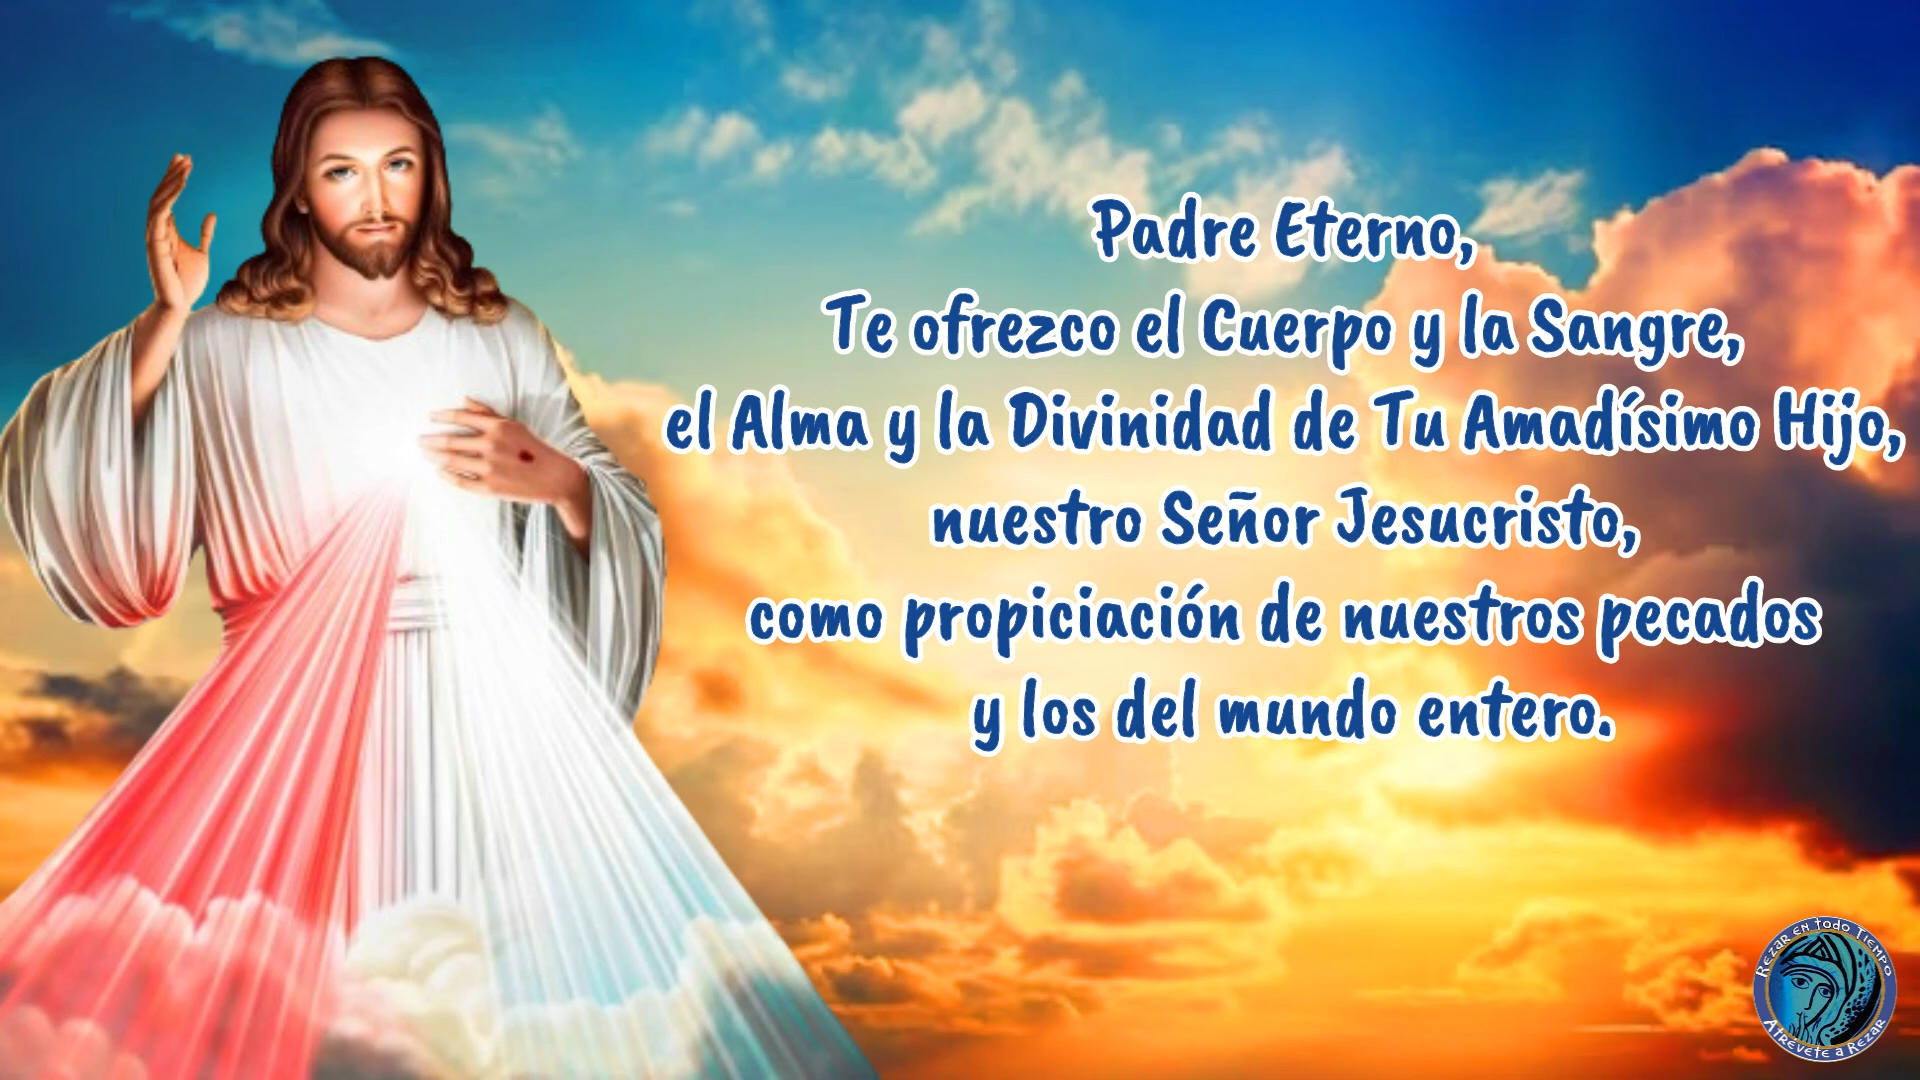 Padre Eterno,
Te ofrezco el Cuerpo y la Sangre,
el Alma y la Divinidad de Tu Amadísimo Hijo,
nuestro Señor Jesucristo,
como propiciación de nuestros pecados
y los del mundo entero.
Rezar en todo Tiempo
Atrévete a Rezar